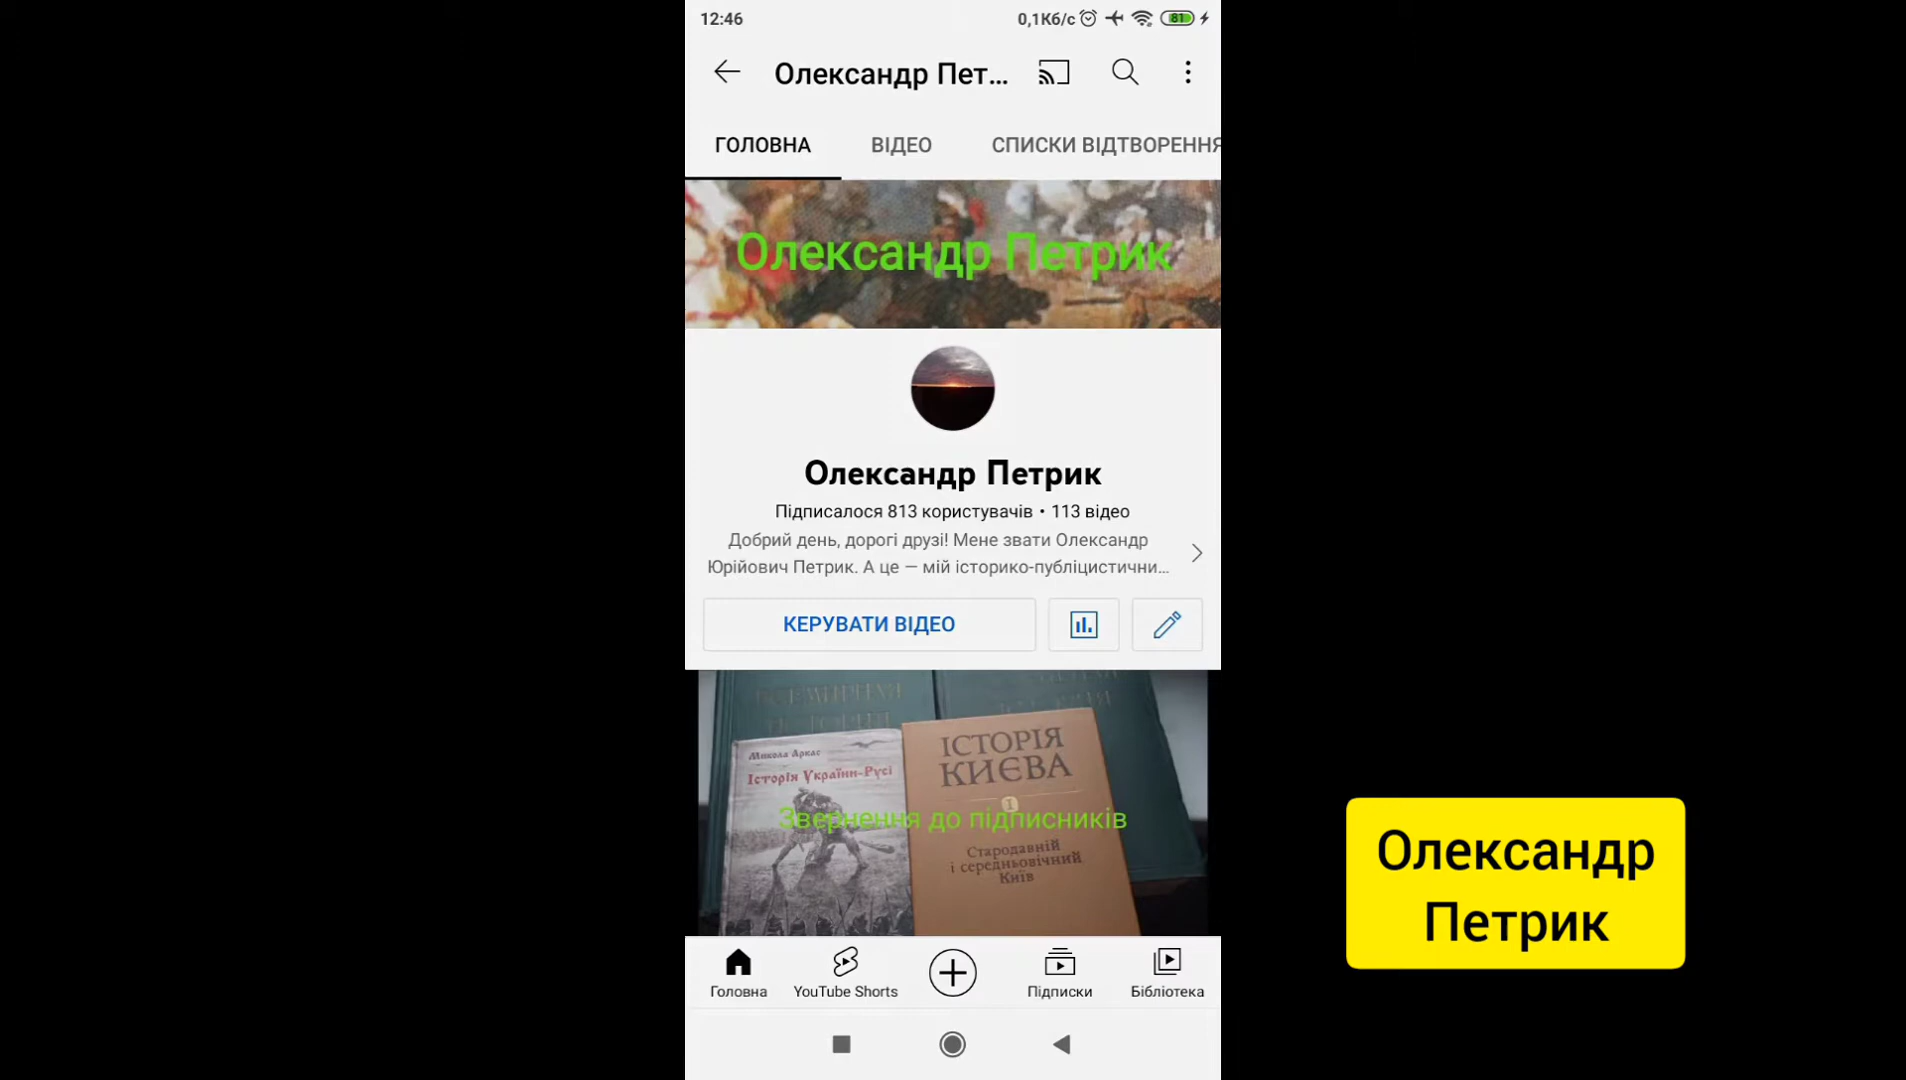 12:46
0,1Кб/с
81
Олександр Пет...
ГОЛОВНА
ВІДЕО
СПИСКИ ВІДТВОРЕННЯ
Олександр Петрик
Олександр Петрик
Підписалося 813 користувачів • 113 відео
Добрий день, дорогі друзі! Мене звати Олександр
Юрійович Петрик. А це — мій історико-публіцистични...
КЕРУВАТИ ВІДЕО
ВСЕМИРНАЯ
ИСТОРИЯ
Микола Аркас
Історія України-Русі
ІСТОРІЯ
КИЄВА
I
Звернення до підписників
Стародавній
і середньовічний
Київ
Олександр
Петрик
Головна
YouTube Shorts
Підписки
Бібліотека